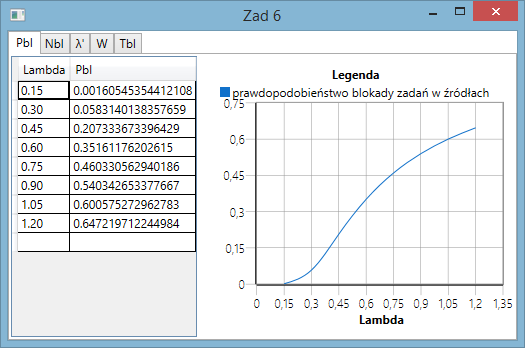 Zad 6
Pbl Nbl λ' W Tbl
Lambda Pbl
0.15 0.00160545354412108
0.30 0.0583140138357659
0.45 0.207333673396429
0.60 0.35161176202615
0.75 0.460330562940186
0.90 0.540342653377667
1.05 0.600575272962783
1.20 0.647219712244984
Legenda
prawdopodobieństwo blokady zadań w źródłach
0,75
0,6
0,45
0,3
0,15
0
0 0,15 0,3 0,45 0,6 0,75 0,9 1,05 1,2 1,35
Lambda